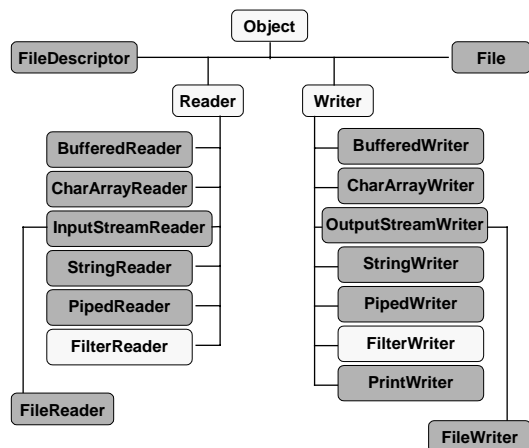 Object
FileDescriptor
File
Reader
Writer
BufferedReader
BufferedWriter
CharArrayReader
CharArrayWriter
InputStreamReader
OutputStreamWriter
StringReader
StringWriter
PipedReader
PipedWriter
FilterReader
FilterWriter
PrintWriter
FileReader
FileWriter